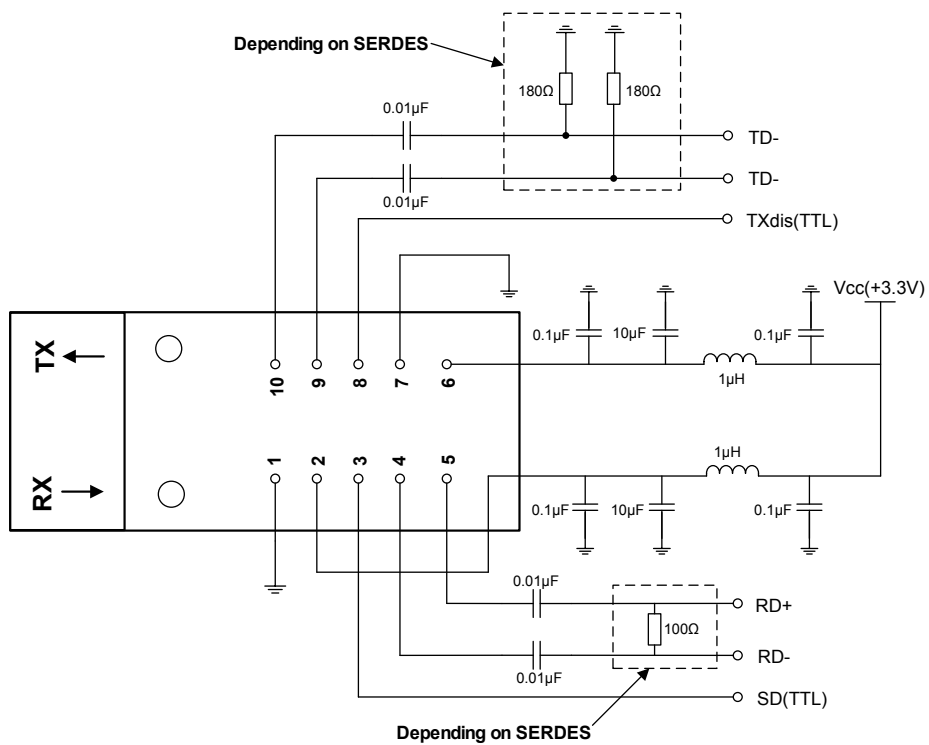 Depending on SERDES
180Ω
180Ω
0.01µF
TD-
0.01µF
TD-
TXdis(TTL)
Vcc(+3.3V)
0.1µF
10µF
0.1µF
1µH
TX
10
9
8
7
6
RX
1
2
3
4
5
1µH
0.1µF
10µF
0.1µF
0.01µF
RD+
100Ω
RD-
0.01µF
SD(TTL)
Depending on SERDES